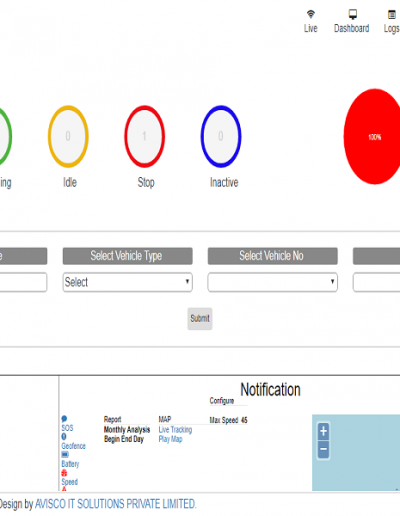 Live Dashboard Logs
0 1 0
100%
ing Idle Stop Inactive
e Select Vehicle Type Select Vehicle No
Select
Submit
Notification
Configure
Report MAP Max Speed 45
SOS Monthly Analysis Live Tracking
Begin End Day Play Map
Geofence
Battery
Speed
+
−
Design by AVISCO IT SOLUTIONS PRIVATE LIMITED.